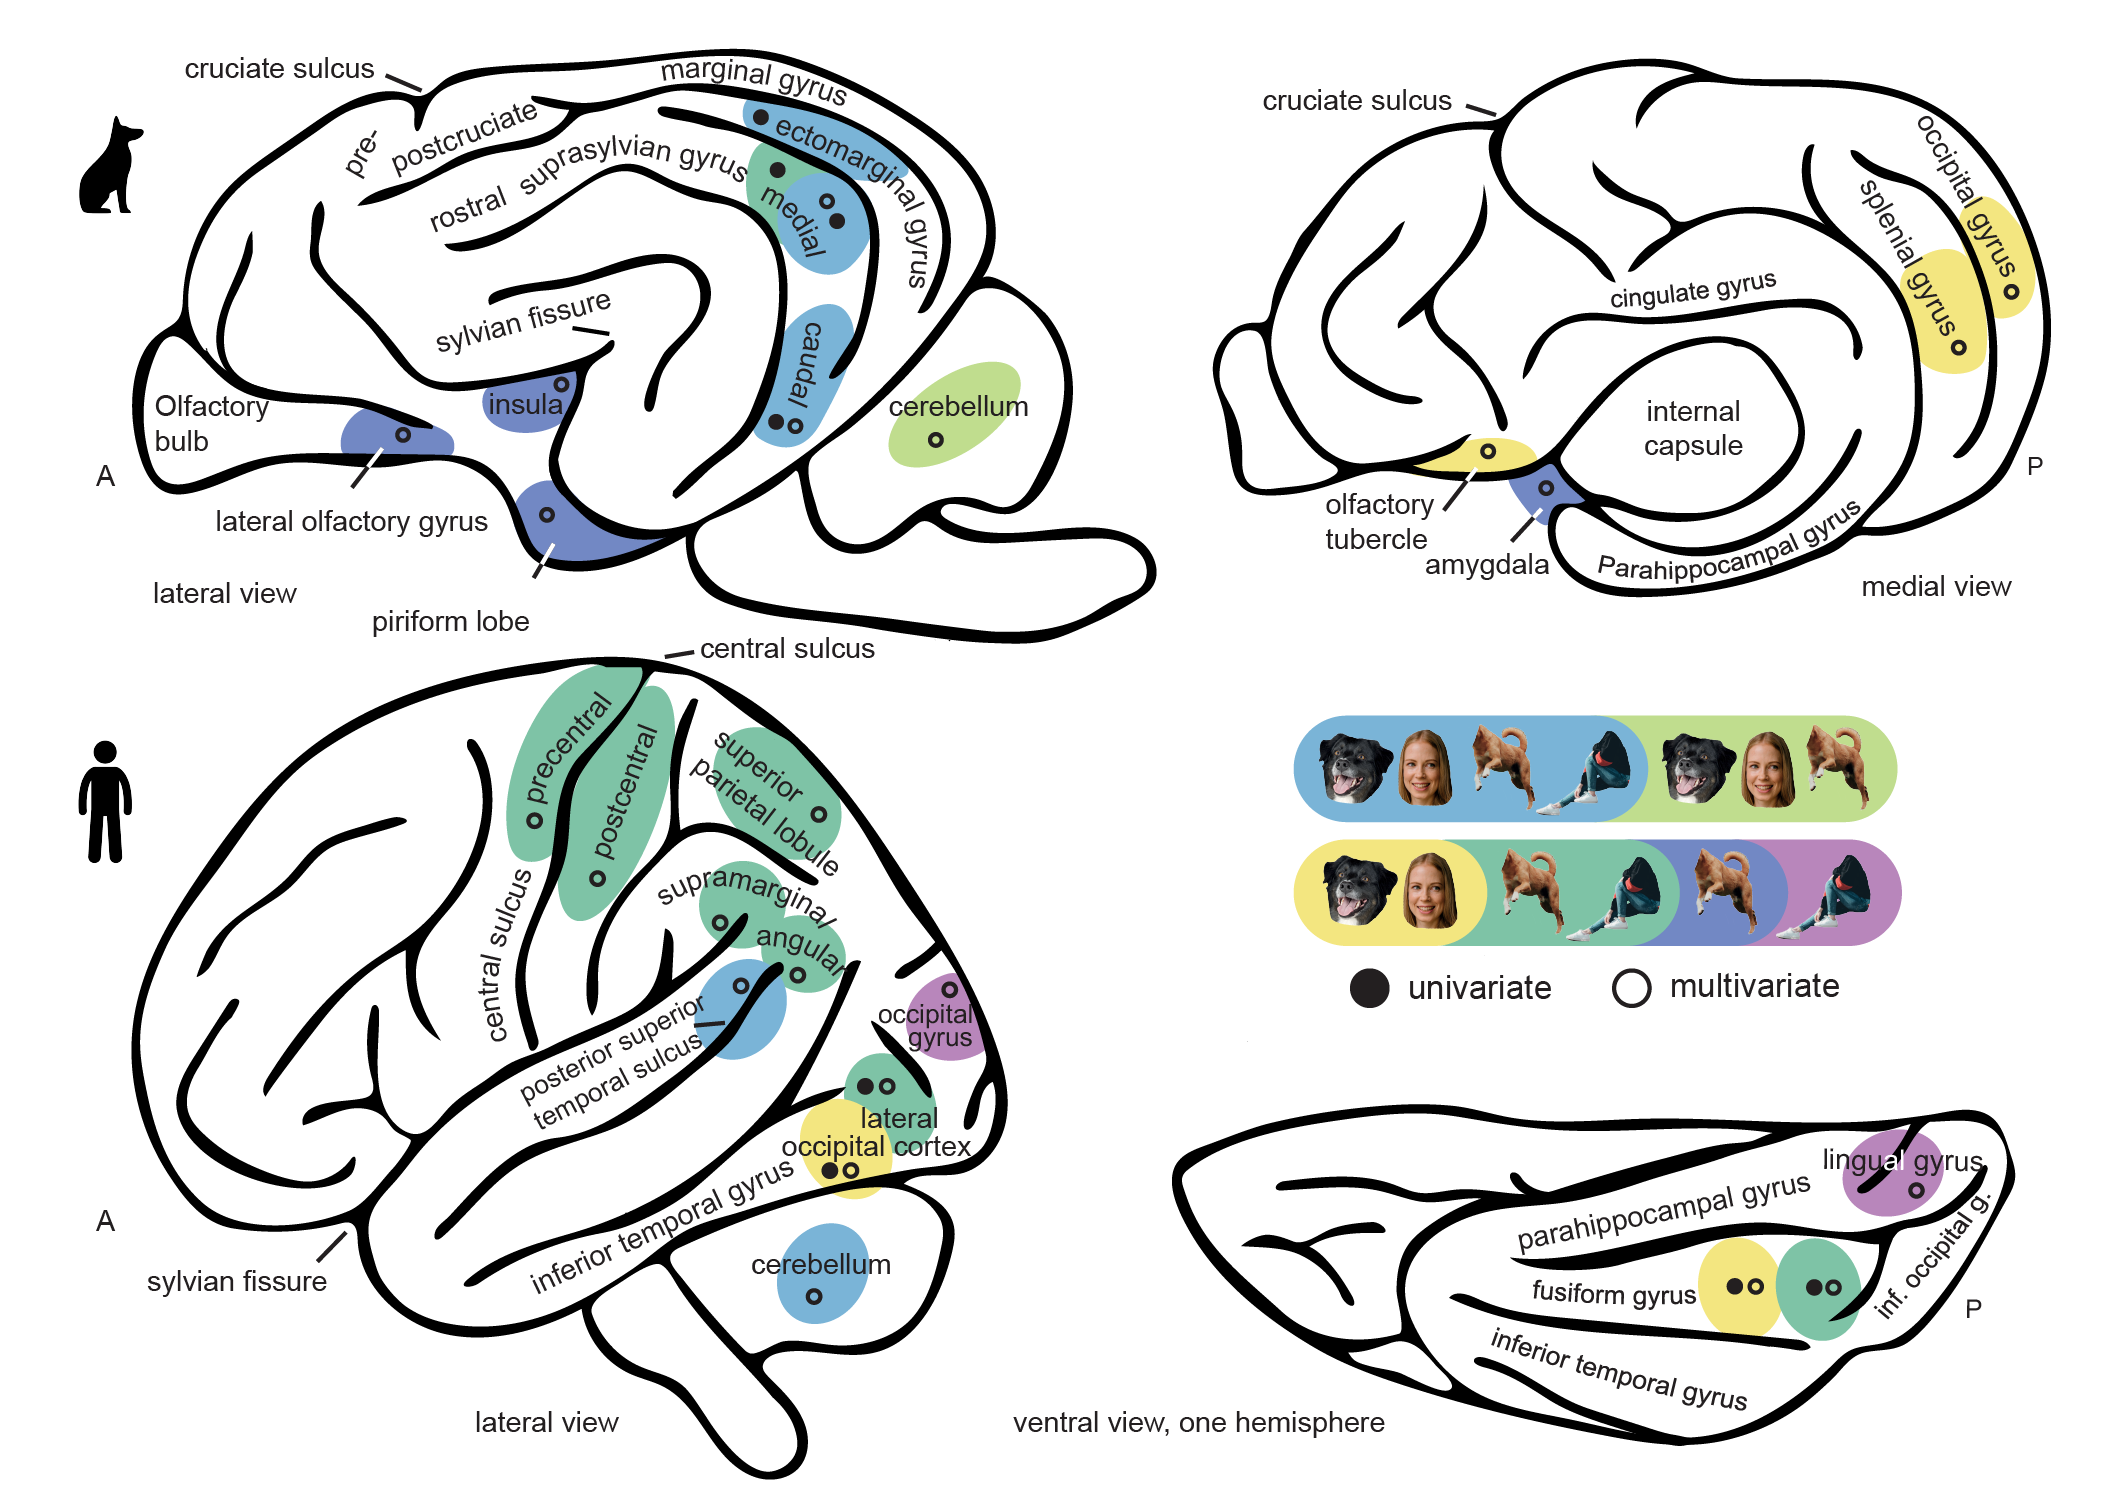 cruciate sulcus
marginal gyrus
pre-
postcruciate
ectomarginal gyrus
rostral suprasylvian gyrus
medial
sylvian fissure
caudal
insula
Olfactory
bulb
cerebellum
A
lateral olfactory gyrus
lateral view
piriform lobe
cruciate sulcus
occipital gyrus
splenial gyrus
cingulate gyrus
internal
capsule
P
olfactory
tubercle
amygdala
Parahippocampal gyrus
medial view
central sulcus
precentral
postcentral
superior
parietal lobule
supramarginal/
angular
central sulcus
posterior superior
temporal sulcus
occipital
gyrus
lateral
occipital cortex
inferior temporal gyrus
A
sylvian fissure
cerebellum
lateral view
univariate
multivariate
lingual gyrus
parahippocampal gyrus
fusiform gyrus
inf. occipital g.
P
inferior temporal gyrus
ventral view, one hemisphere